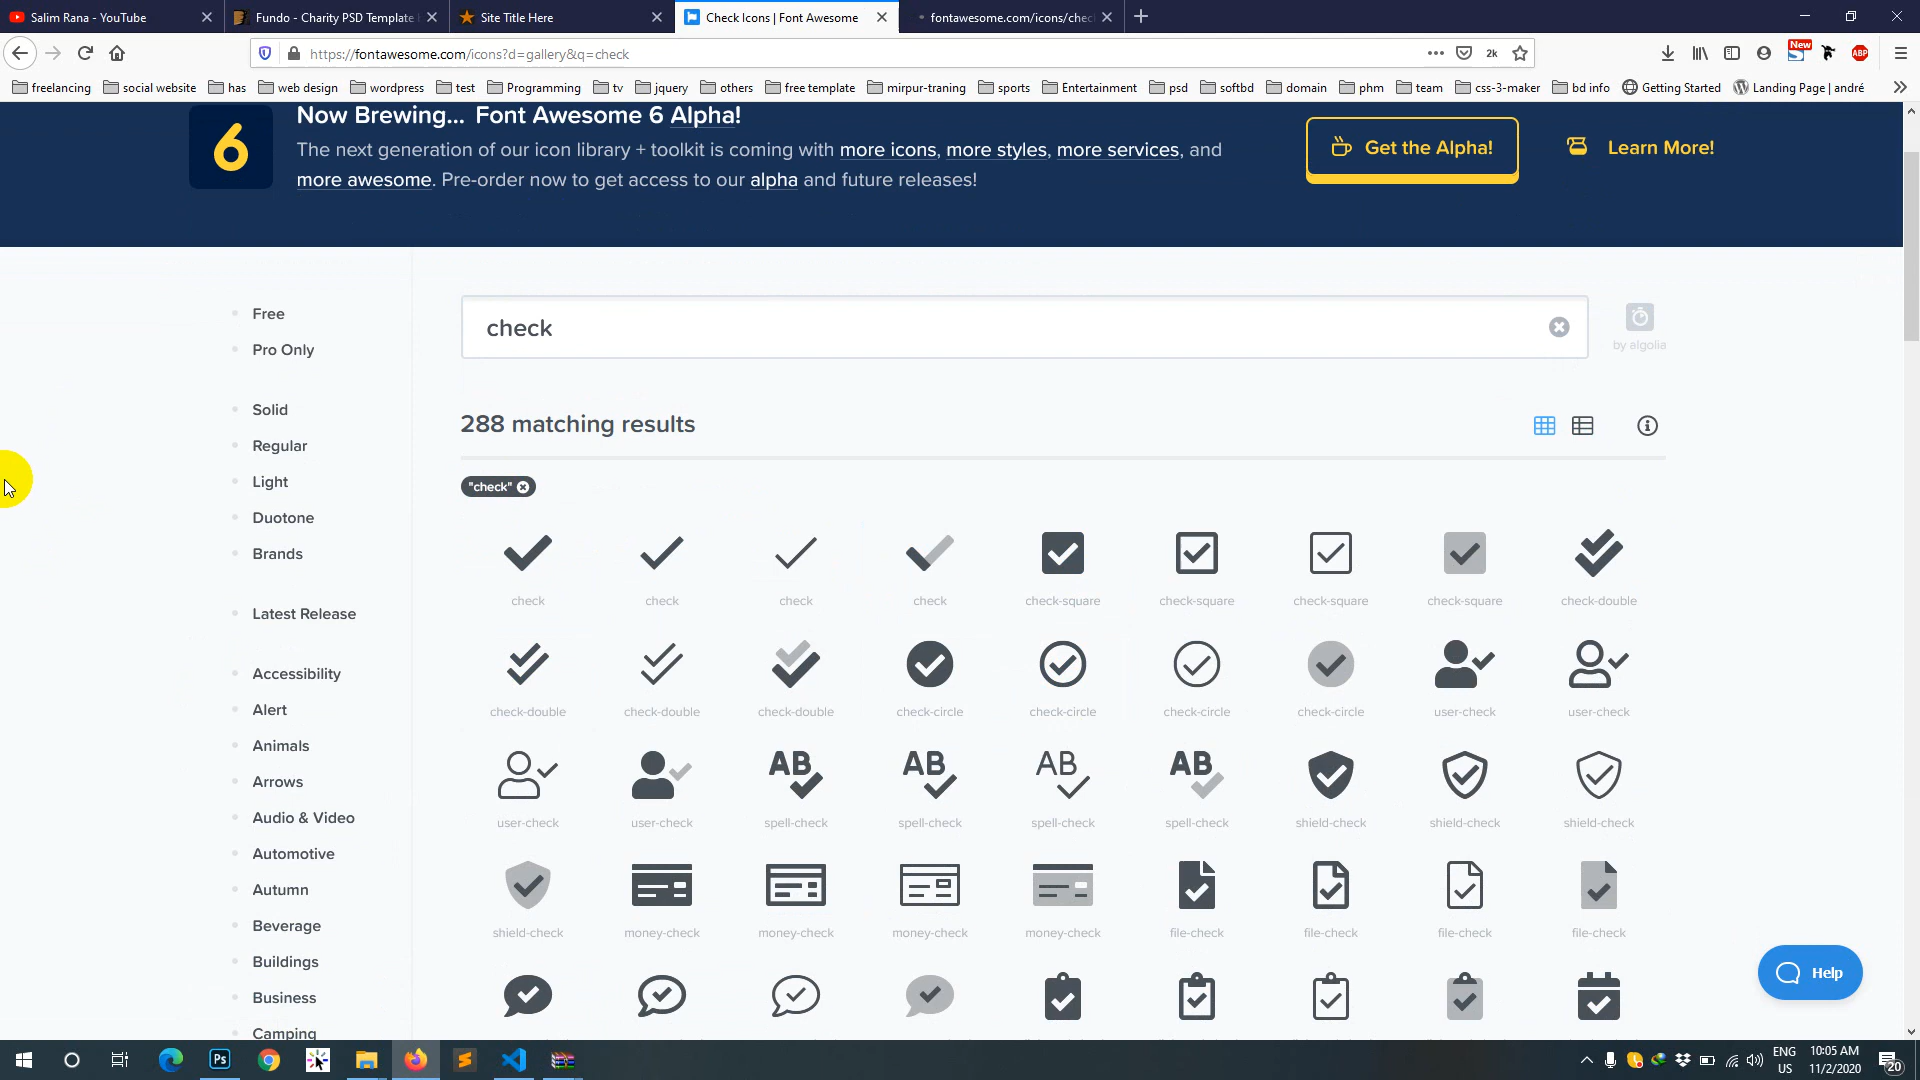 Salim Rana - YouTube
Fundo - Charity PSD Template
Site Title Here
Check Icons | Font Awesome
fontawesome.com/icons/chec
https://fontawesome.com/icons?d=gallery&q=check
2k
New
ABP
freelancing
social website
has
web design
wordpress
test
Programming
tv
jquery
others
free template
mirpur-traning
sports
Entertainment
psd
softbd
domain
phm
team
css-3-maker
bd info
Getting Started
Landing Page | andré
6
Now Brewing... Font Awesome 6 Alpha!
The next generation of our icon library + toolkit is coming with more icons, more styles, more services, and
more awesome. Pre-order now to get access to our alpha and future releases!
Get the Alpha!
Learn More!
Free
Pro Only
Solid
Regular
Light
Duotone
Brands
Latest Release
Accessibility
Alert
Animals
Arrows
Audio & Video
Automotive
Autumn
Beverage
Buildings
Business
Camping
check
by algolia
288 matching results
"check"
check check check check check-square check-square check-square check-square check-double
check-double check-double check-double check-circle check-circle check-circle check-circle user-check user-check
AB AB AB AB
user-check user-check spell-check spell-check spell-check spell-check shield-check shield-check shield-check
shield-check money-check money-check money-check money-check file-check file-check file-check file-check
Help
Ps
ENG
US
10:05 AM
11/2/2020
20